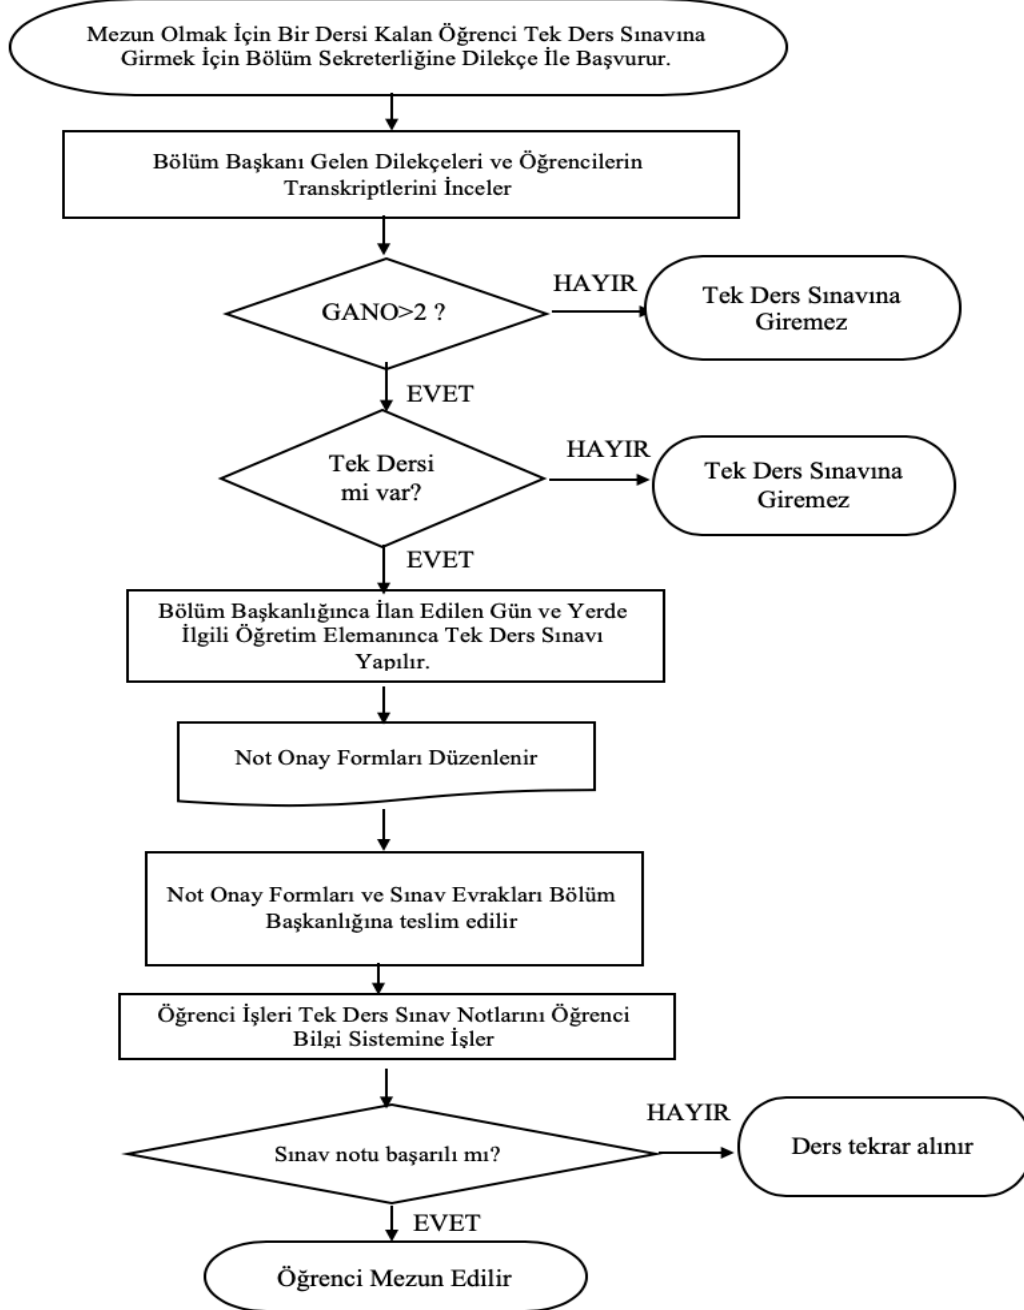 Mezun Olmak İçin Bir Dersi Kalan Öğrenci Tek Ders Sınavına
Girmek İçin Bölüm Sekreterliğine Dilekçe İle Başvurur.
Bölüm Başkanı Gelen Dilekçeleri ve Öğrencilerin
Transkriptlerini İnceler
GANO>2 ?
HAYIR
Tek Ders Sınavına
Giremez
EVET
Tek Dersi
mi var?
HAYIR
Tek Ders Sınavına
Giremez
EVET
Bölüm Başkanlığınca İlan Edilen Gün ve Yerde
İlgili Öğretim Elemanınca Tek Ders Sınavı
Yapılır.
Not Onay Formları Düzenlenir
Not Onay Formları ve Sınav Evrakları Bölüm
Başkanlığına teslim edilir
Öğrenci İşleri Tek Ders Sınav Notlarını Öğrenci
Bilgi Sistemine İşler
Sınav notu başarılı mı?
HAYIR
Ders tekrar alınır
EVET
Öğrenci Mezun Edilir